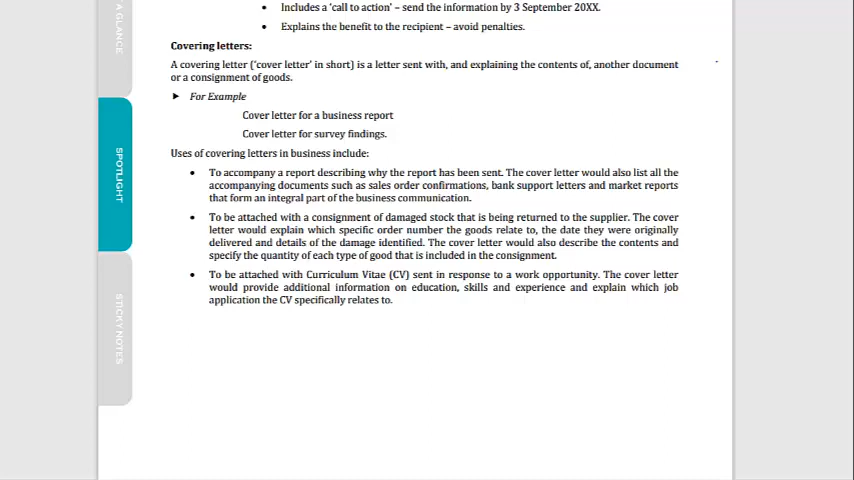 • Includes a ‘call to action’ – send the information by 3 September 20XX.
• Explains the benefit to the recipient – avoid penalties.
Covering letters:
A covering letter (‘cover letter’ in short) is a letter sent with, and explaining the contents of, another document
or a consignment of goods.
➤ For Example
Cover letter for a business report
Cover letter for survey findings.
Uses of covering letters in business include:
• To accompany a report describing why the report has been sent. The cover letter would also list all the
accompanying documents such as sales order confirmations, bank support letters and market reports
that form an integral part of the business communication.
• To be attached with a consignment of damaged stock that is being returned to the supplier. The cover
letter would explain which specific order number the goods relate to, the date they were originally
delivered and details of the damage identified. The cover letter would also describe the contents and
specify the quantity of each type of good that is included in the consignment.
• To be attached with Curriculum Vitae (CV) sent in response to a work opportunity. The cover letter
would provide additional information on education, skills and experience and explain which job
application the CV specifically relates to.
A GLANCE
SPOTLIGHT
STICKY NOTES